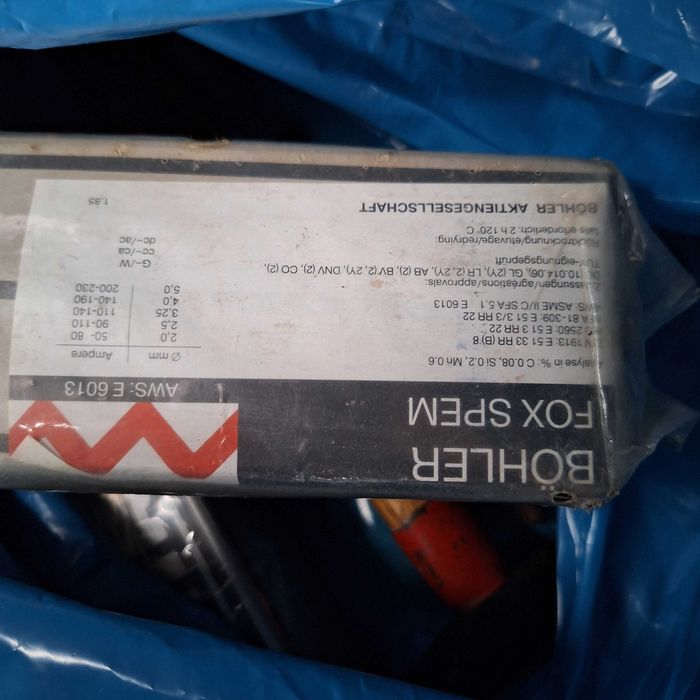 BÖHLER
FOX SPEM
AWS: E 6013
Analyse in %: C 0.08, Si 0.2, Mn 0.6
1913: E 51 33 RR (B) 8
2560: E 51 3 RR 22
81-309: E 51/3/3 RR 22
AWS: ASME II/C SFA 5.1 E 6013
Zulassungen/agréations/approvals:
(10.014.06), GL (2Y), LR (2, 2Y), AB (2) BV (2, 2Y), DNV (2), CO (2),
TÜV-eignungsgeprüft
Rücktrocknung/étuvage/redrying:
falls erforderlich: 2 h 120°C
BÖHLER AKTIENGESELLSCHAFT
Ø mm Ampere
2,0 50- 80
2,5 90-110
3,25 110-140
4,0 140-190
5,0 200-230
G-/W
cc-/ca
dc-/ac
1.85